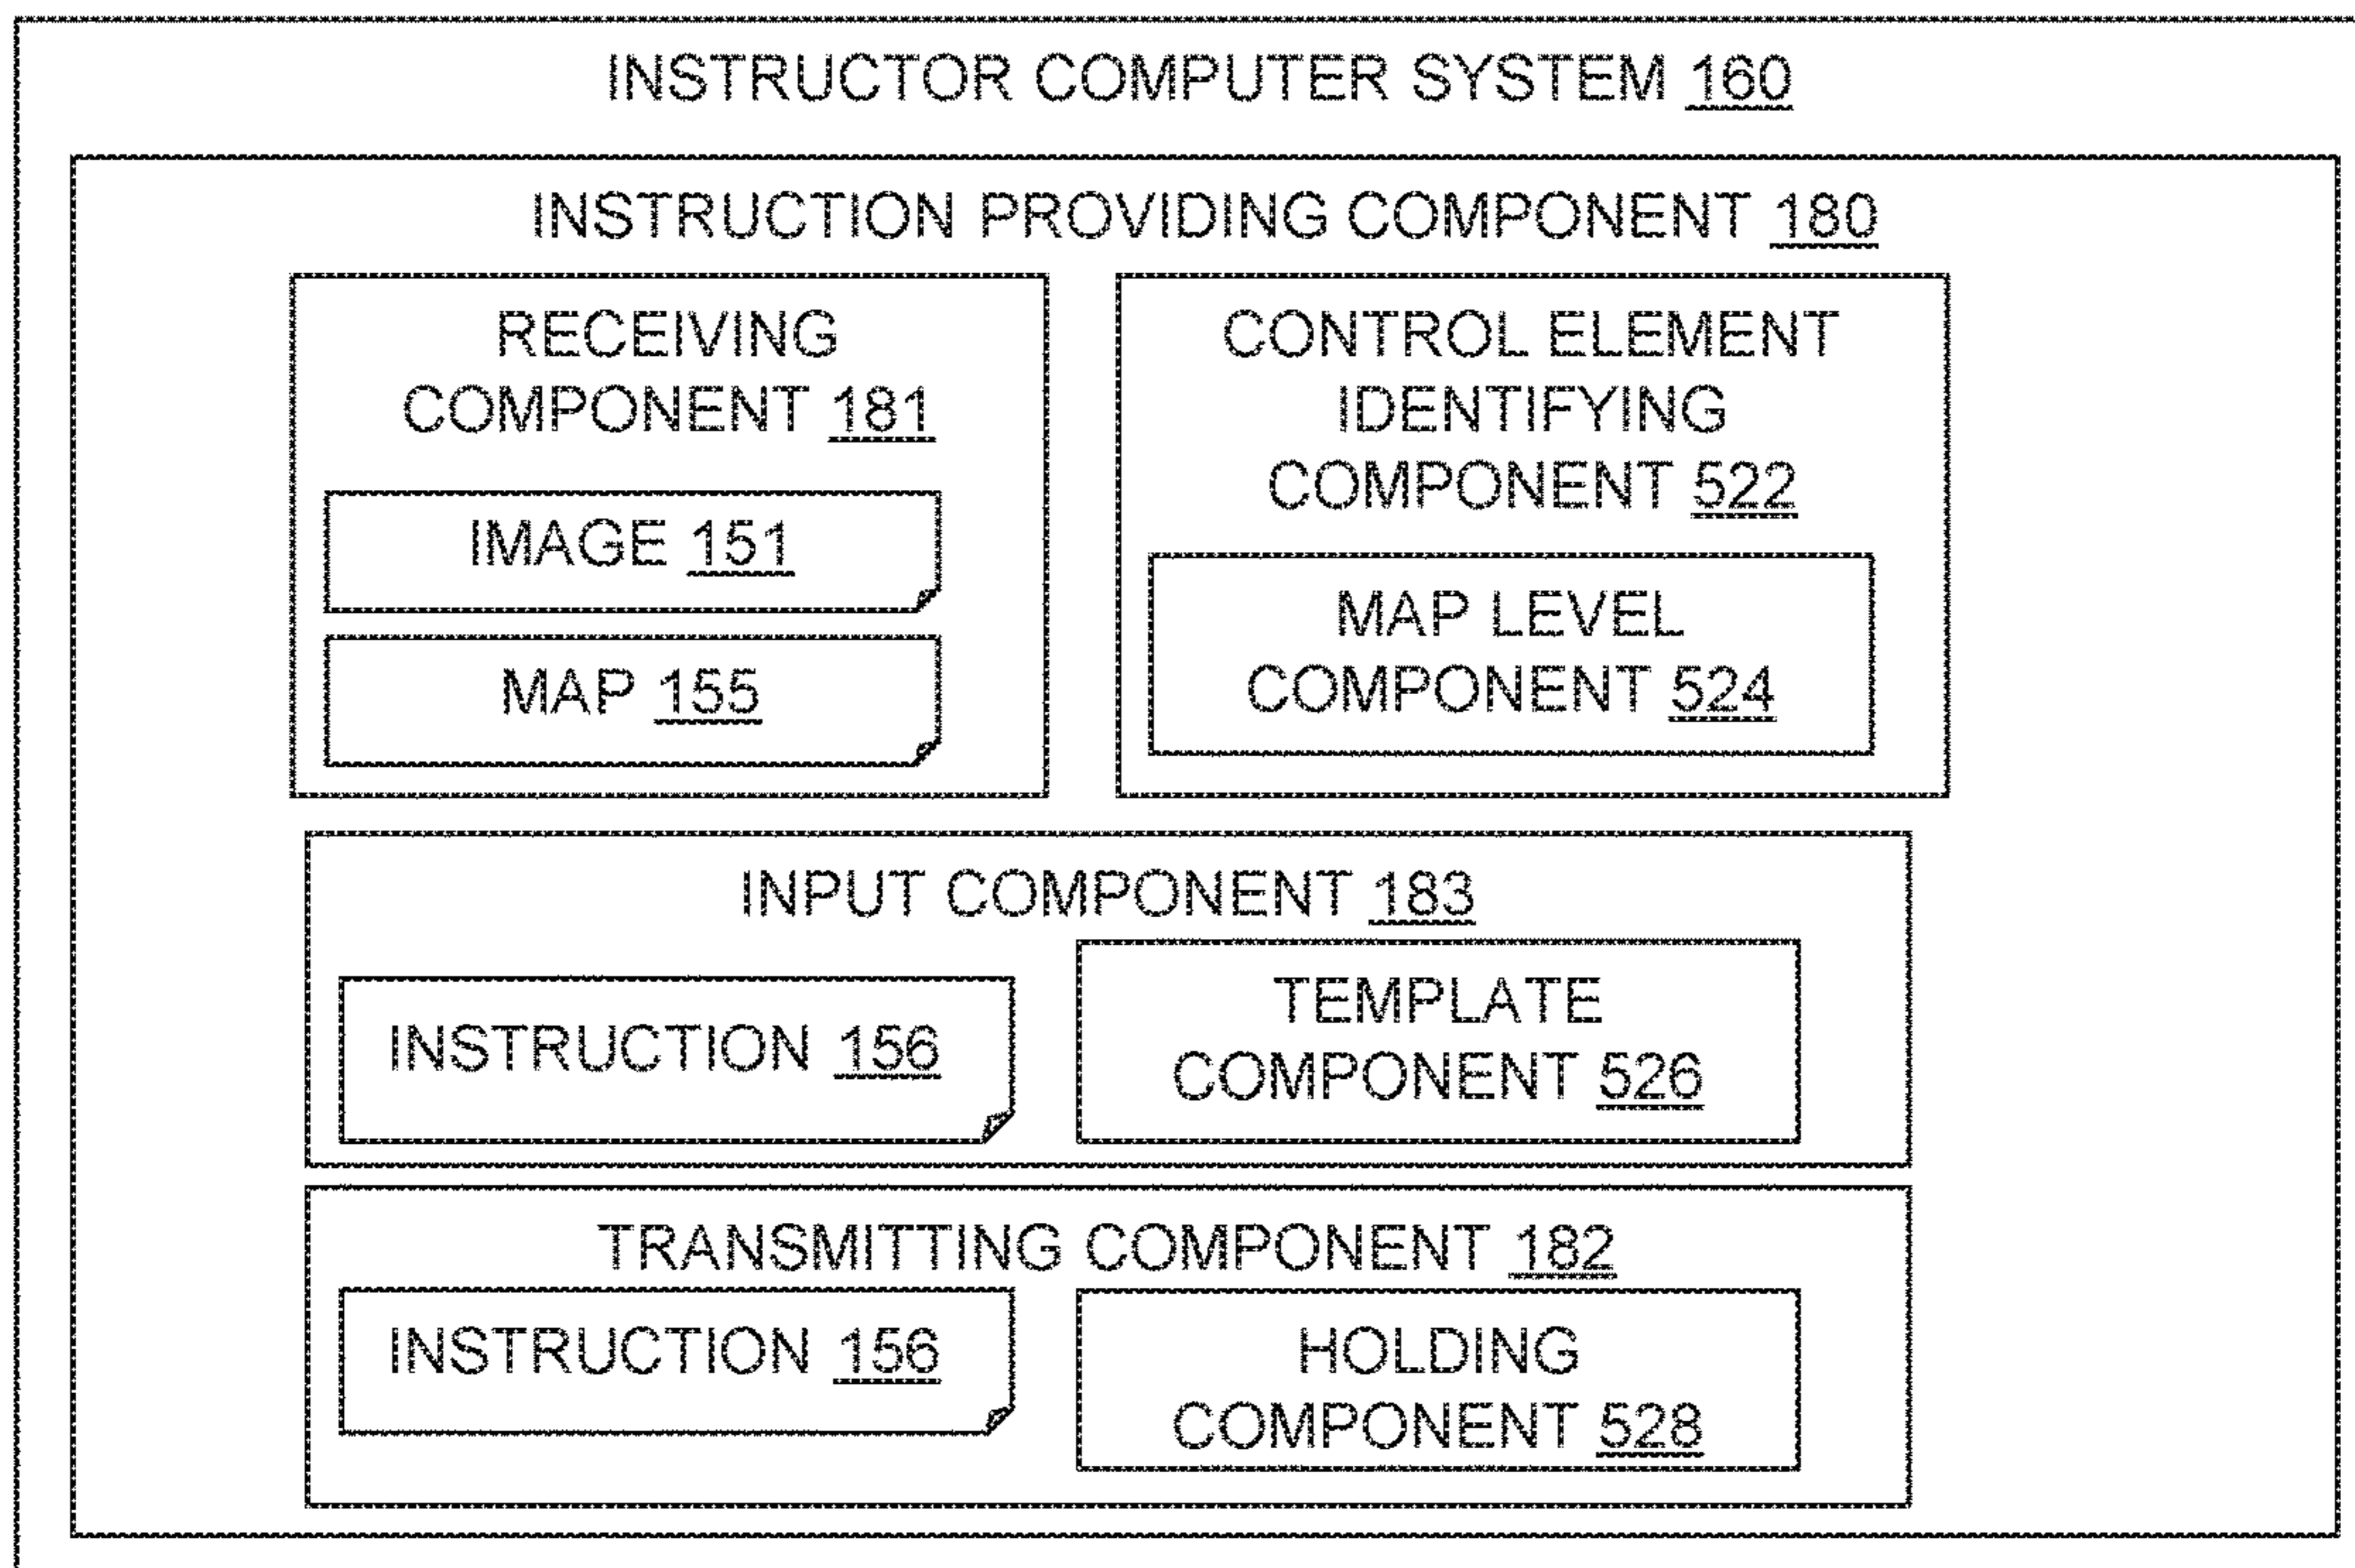 INSTRUCTOR COMPUTER SYSTEM 160
INSTRUCTION PROVIDING COMPONENT 180
RECEIVING
COMPONENT 181
IMAGE 151
MAP 155
CONTROL ELEMENT
IDENTIFYING
COMPONENT 522
MAP LEVEL
COMPONENT 524
INPUT COMPONENT 183
INSTRUCTION 156
TEMPLATE
COMPONENT 526
TRANSMITTING COMPONENT 182
INSTRUCTION 156
HOLDING
COMPONENT 528